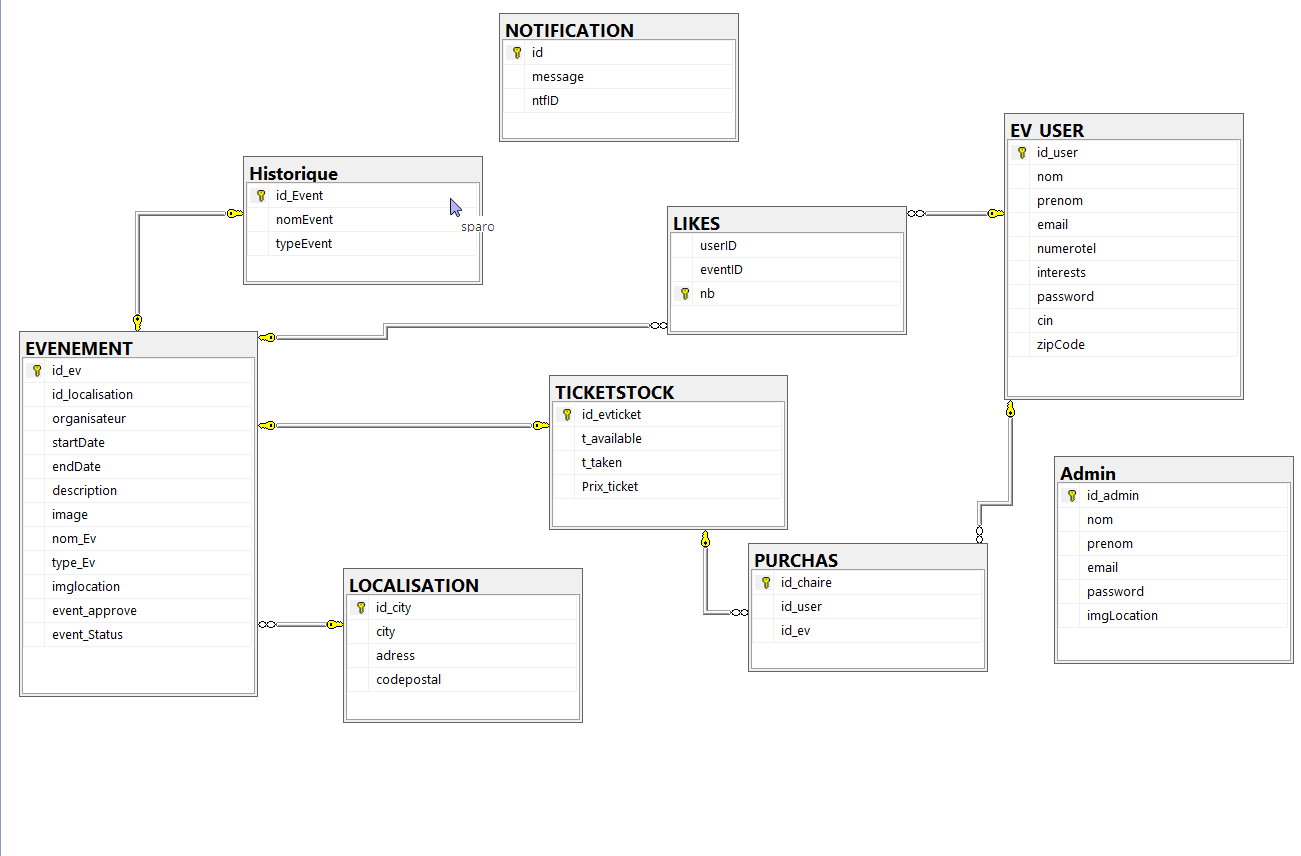 NOTIFICATION
id
message
ntfID
EV_USER
id_user
nom
prenom
email
numerotel
interests
password
cin
zipCode
Historique
id_Event
nomEvent
typeEvent
sparo
LIKES
userID
eventID
nb
EVENEMENT
id_ev
id_localisation
organisateur
startDate
endDate
description
image
nom_Ev
type_Ev
imglocation
event_approve
event_Status
TICKETSTOCK
id_evticket
t_available
t_taken
Prix_ticket
Admin
id_admin
nom
prenom
email
password
imgLocation
LOCALISATION
id_city
city
adress
codepostal
PURCHAS
id_chaire
id_user
id_ev